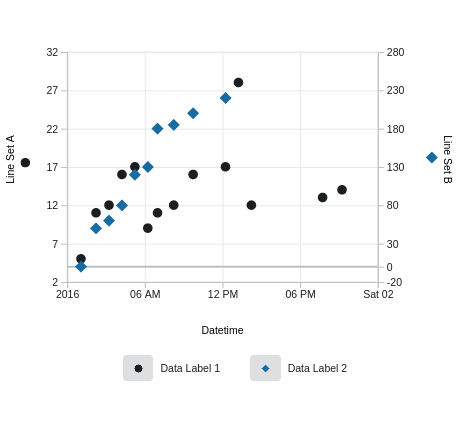 32
27
22
17
12
7
2
280
230
180
130
80
30
0
-20
Line Set A
Line Set B
2016
06 AM
12 PM
06 PM
Sat 02
Datetime
Data Label 1
Data Label 2